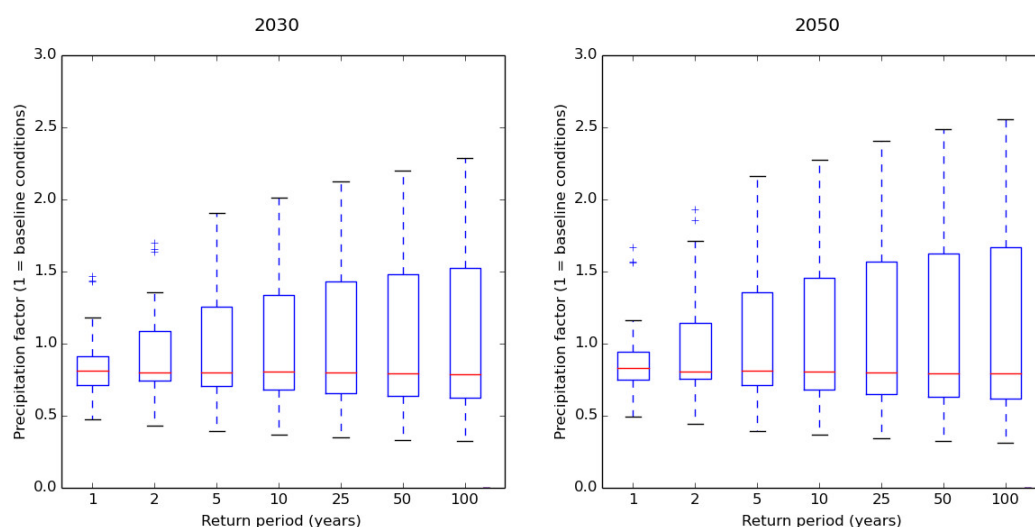 2030
3.0
2.5
2.0
1.5
1.0
0.5
0.0
Precipitation factor (1 = baseline conditions)
1 2 5 10 25 50 100
Return period (years)
2050
3.0
2.5
2.0
1.5
1.0
0.5
0.0
Precipitation factor (1 = baseline conditions)
1 2 5 10 25 50 100
Return period (years)